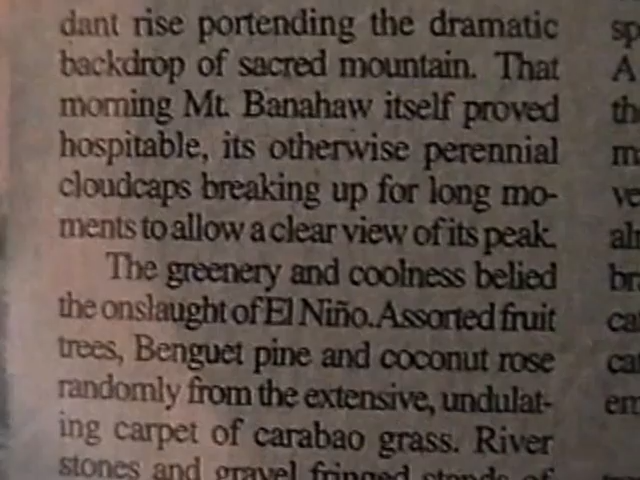 dant rise portending the dramatic
backdrop of sacred mountain. That
morning Mt. Banahaw itself proved
hospitable, its otherwise perennial
cloudcaps breaking up for long mo-
ments to allow a clear view of its peak.
The greenery and coolness belied
the onslaught of El Niño. Assorted fruit
trees, Benguet pine and coconut rose
randomly from the extensive, undulat-
ing carpet of carabao grass. River
stones and gravel fringed stands of